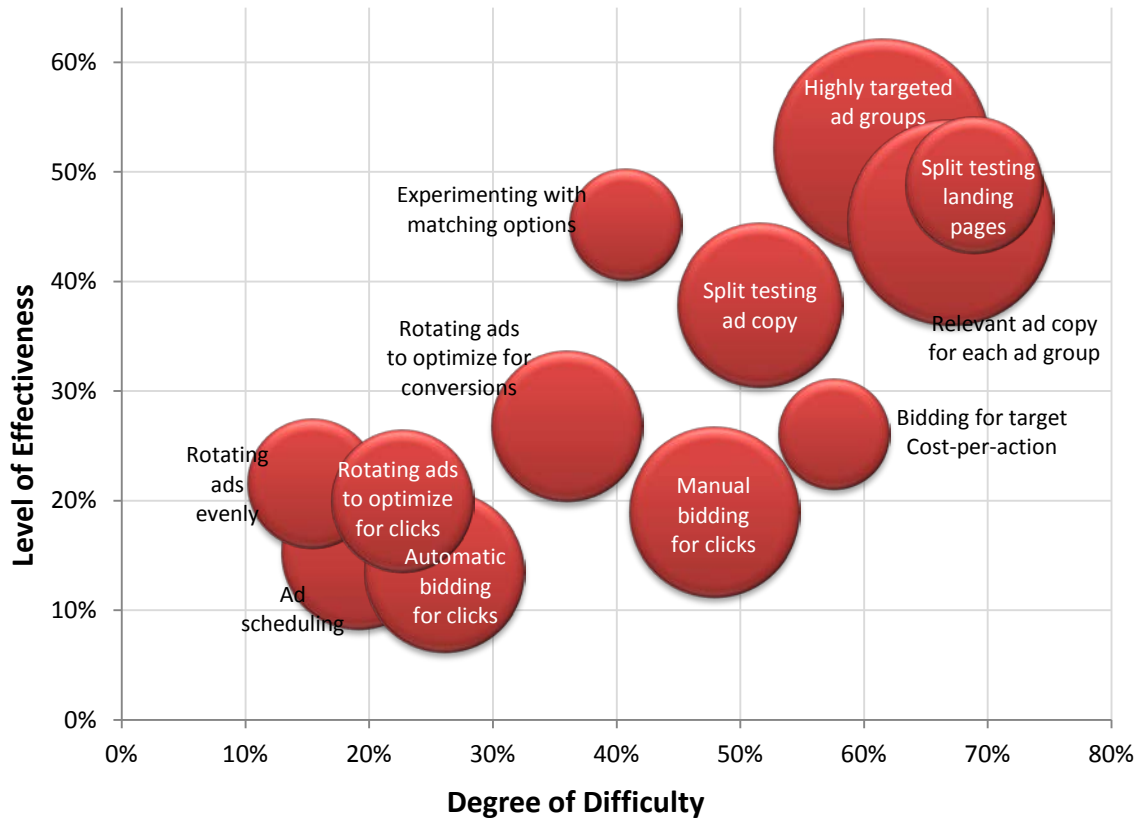 60%
50%
40%
30%
20%
10%
0%
Level of Effectiveness
Highly targeted
ad groups
Split testing
landing
pages
Experimenting with
matching options
Split testing
ad copy
Relevant ad copy
for each ad group
Rotating ads
to optimize for
conversions
Bidding for target
Cost-per-action
Rotating
ads
evenly
Rotating ads
to optimize
for clicks
Manual
bidding
for clicks
Automatic
bidding
for clicks
Ad
scheduling
0%
10%
20%
30%
40%
50%
60%
70%
80%
Degree of Difficulty